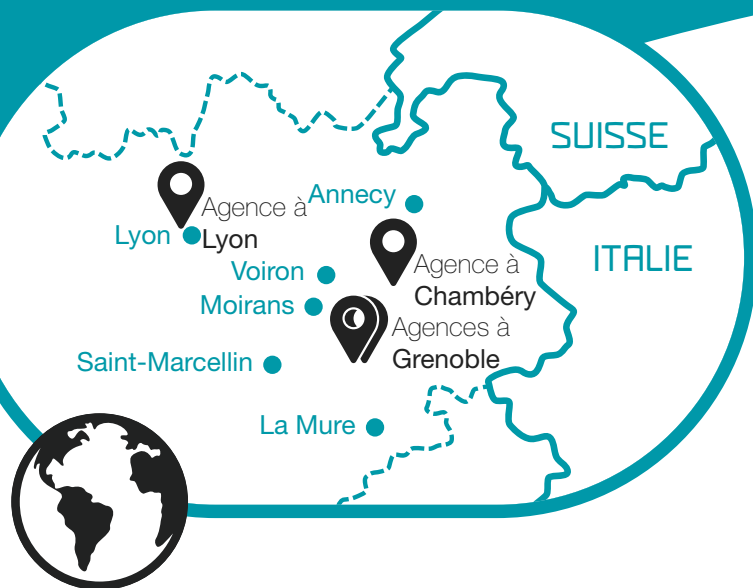 SUISSE
Annecy
Agence à
Lyon
Lyon
ITALIE
Voiron
Agence à
Chambéry
Moirans
Agences à
Grenoble
Saint-Marcellin
La Mure